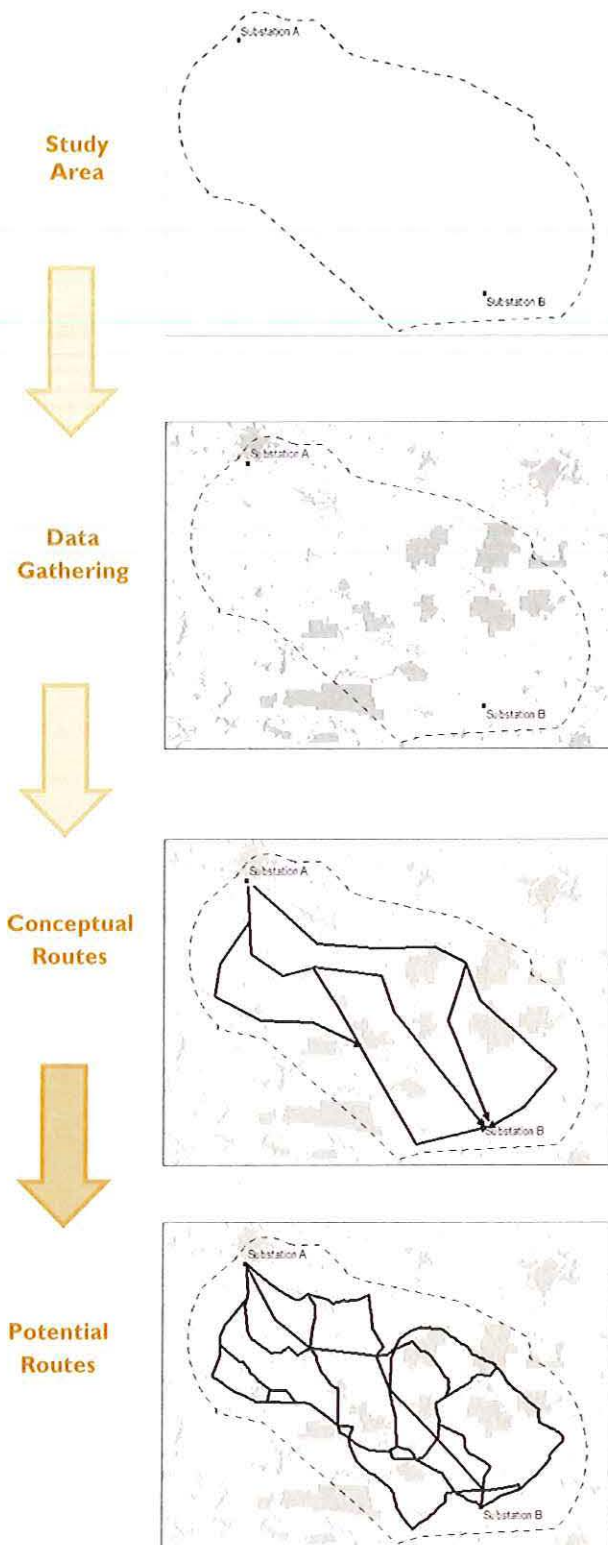 Substation A
Study
Area
Substation B
Substation A
Data
Gathering
Substation B
Substation A
Conceptual
Routes
Substation B
Substation A
Potential
Routes
Substation B